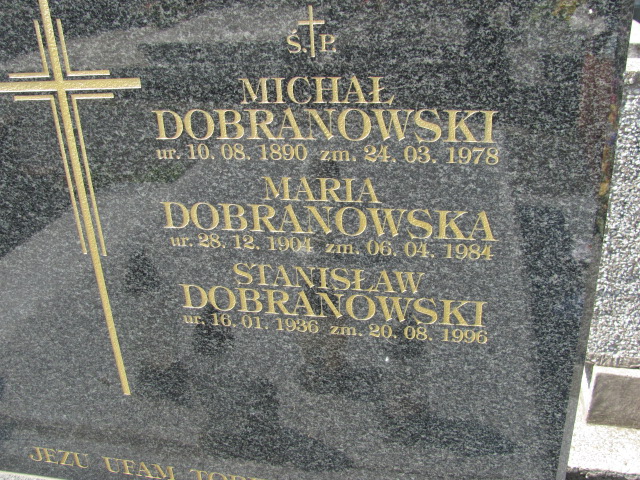 Ś.P.
MICHAŁ
DOBRANOWSKI
ur. 10. 08. 1890 zm. 24. 03. 1978
MARIA
DOBRANOWSKA
ur. 28. 12. 1904 zm. 06. 04. 1984
STANISŁAW
DOBRANOWSKI
ur. 16. 01. 1936 zm. 20. 08. 1996
JEZU UFAM